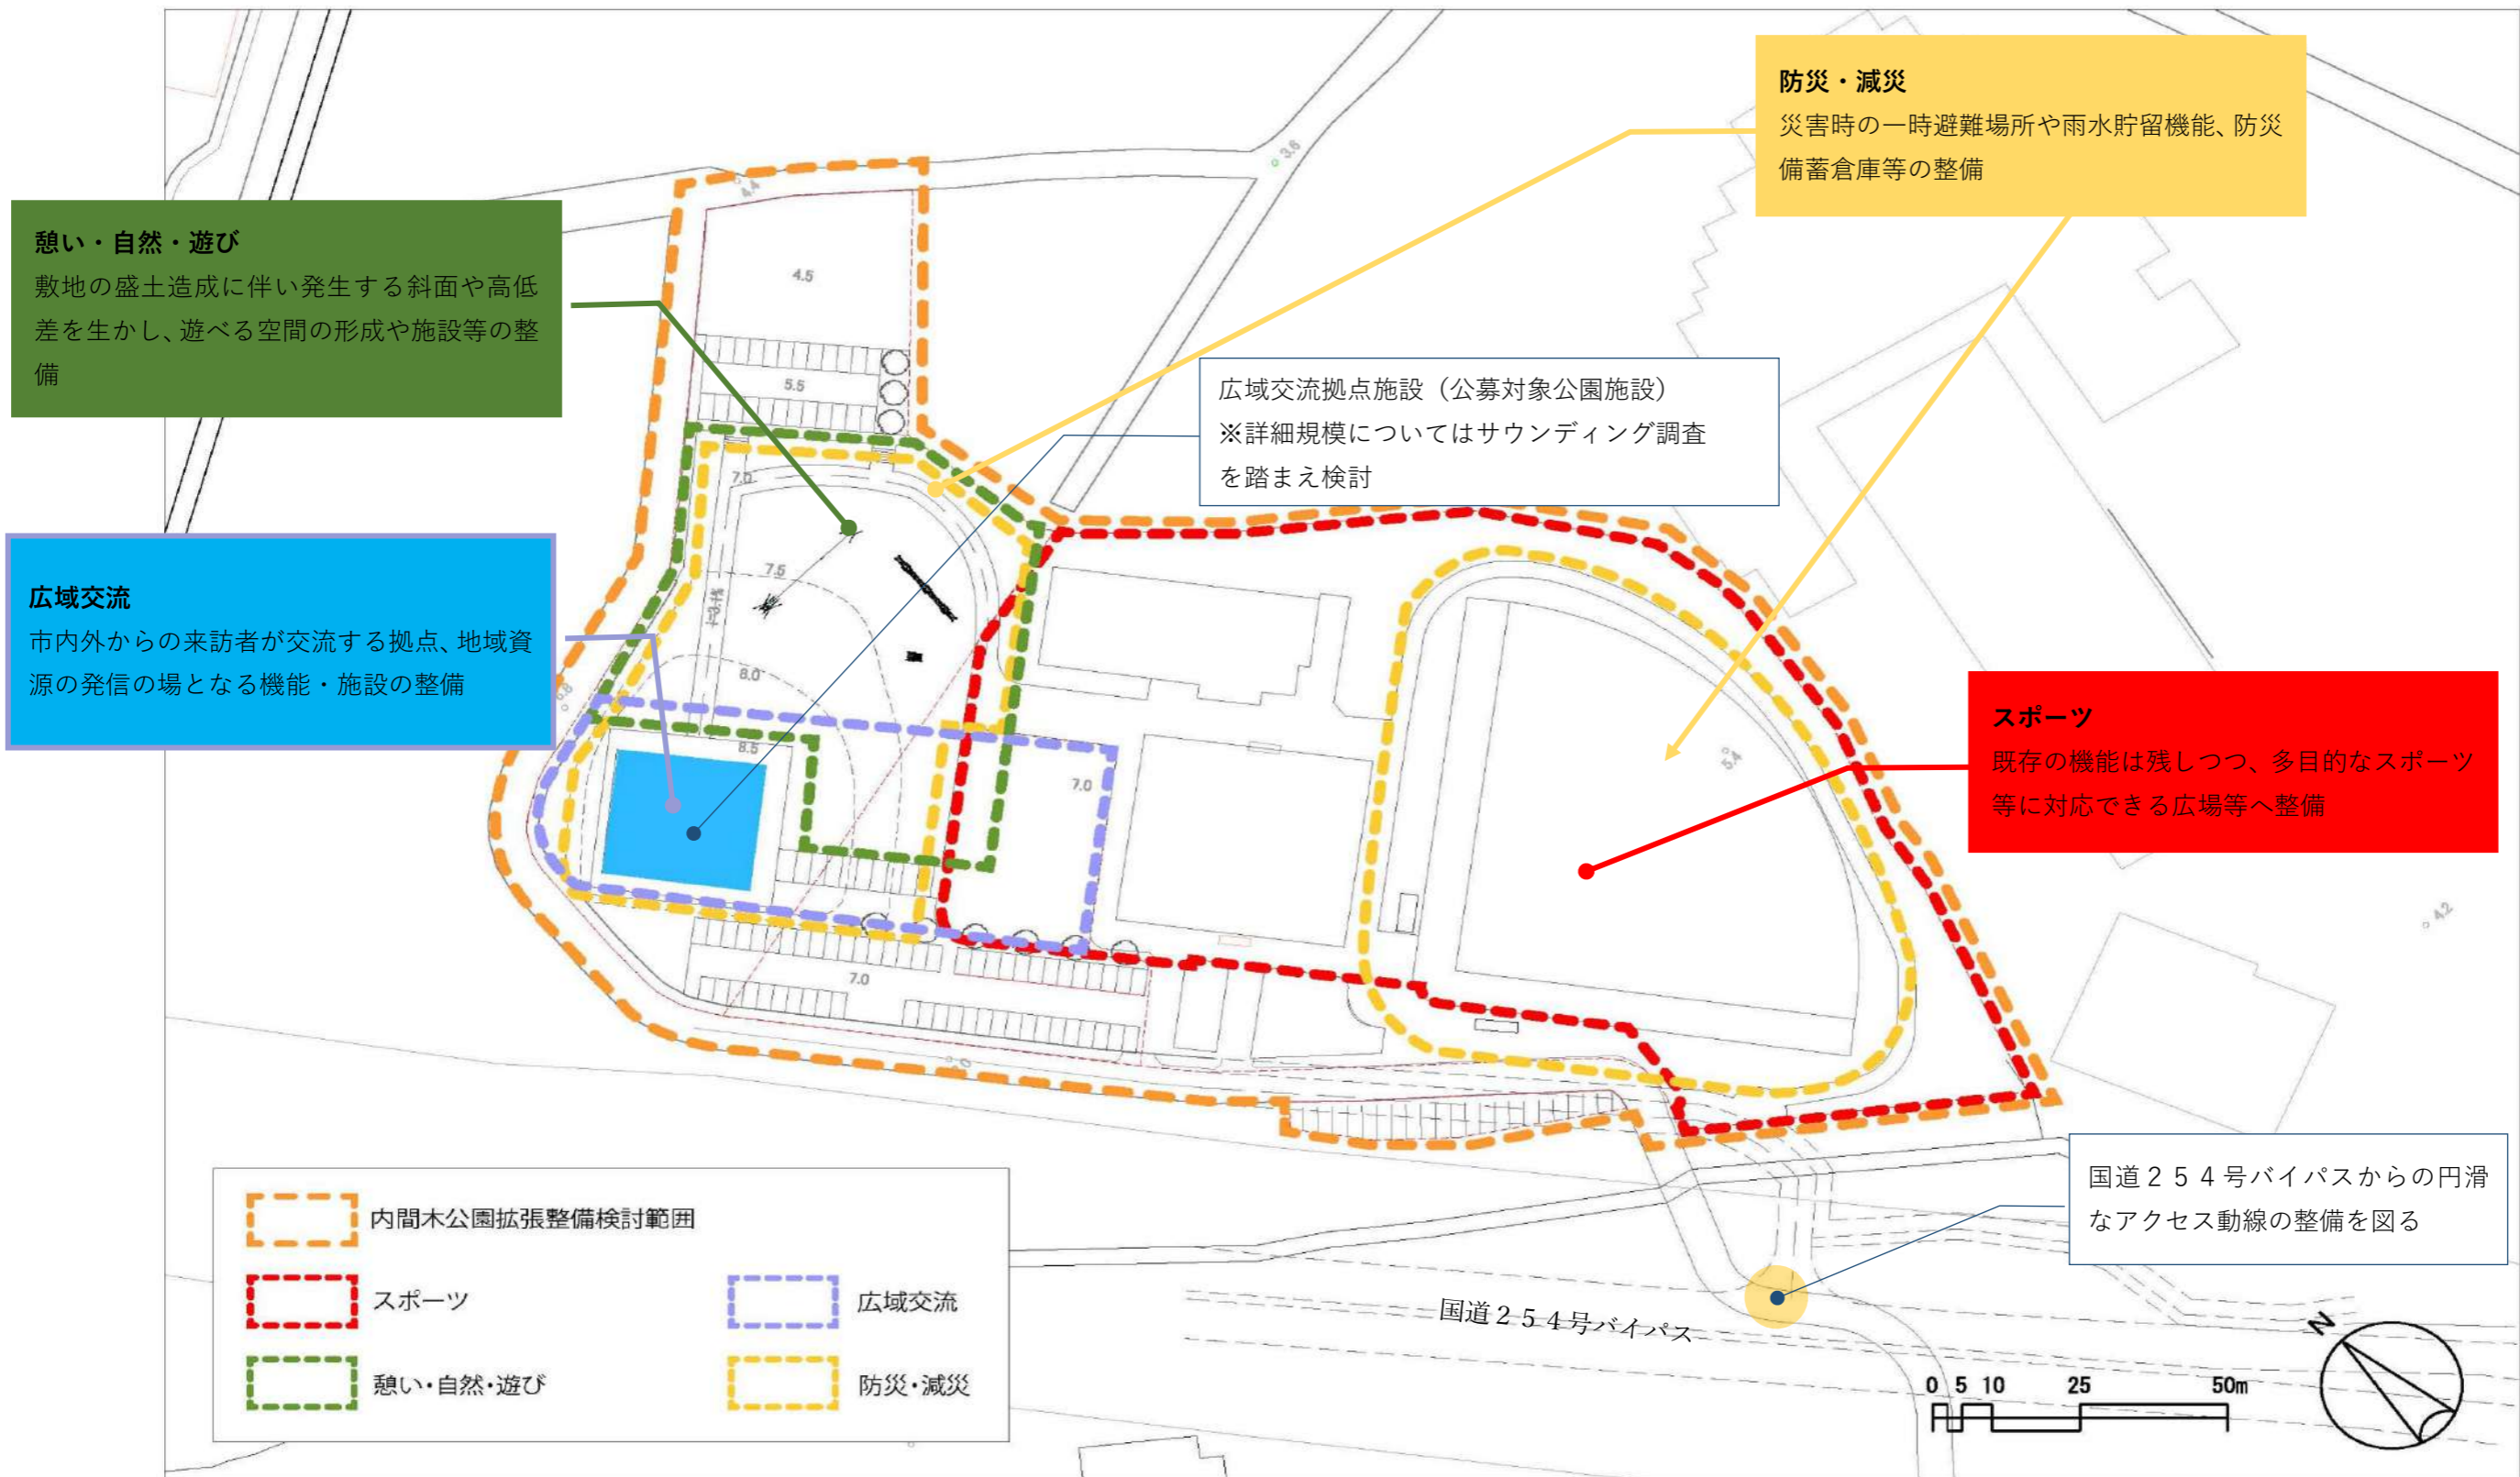 防災・減災
災害時の一時避難場所や雨水貯留機能、防災
備蓄倉庫等の整備
3.6
4.4
憩い・自然・遊び
敷地の盛土造成に伴い発生する斜面や高低
差を生かし、遊べる空間の形成や施設等の整
備
4.5
5.5
広域交流拠点施設（公募対象公園施設）
※詳細規模についてはサウンディング調査
を踏まえ検討
7.0
7.5
広域交流
市内外からの来訪者が交流する拠点、地域資
源の発信の場となる機能・施設の整備
8.0
8.5
7.0
5.4
スポーツ
既存の機能は残しつつ、多目的なスポーツ
等に対応できる広場等へ整備
4.2
7.0
国道２５４号バイパスからの円滑
なアクセス動線の整備を図る
内間木公園拡張整備検討範囲
スポーツ
広域交流
憩い・自然・遊び
防災・減災
国道２５４号バイパス
N
0 5 10 25 50m